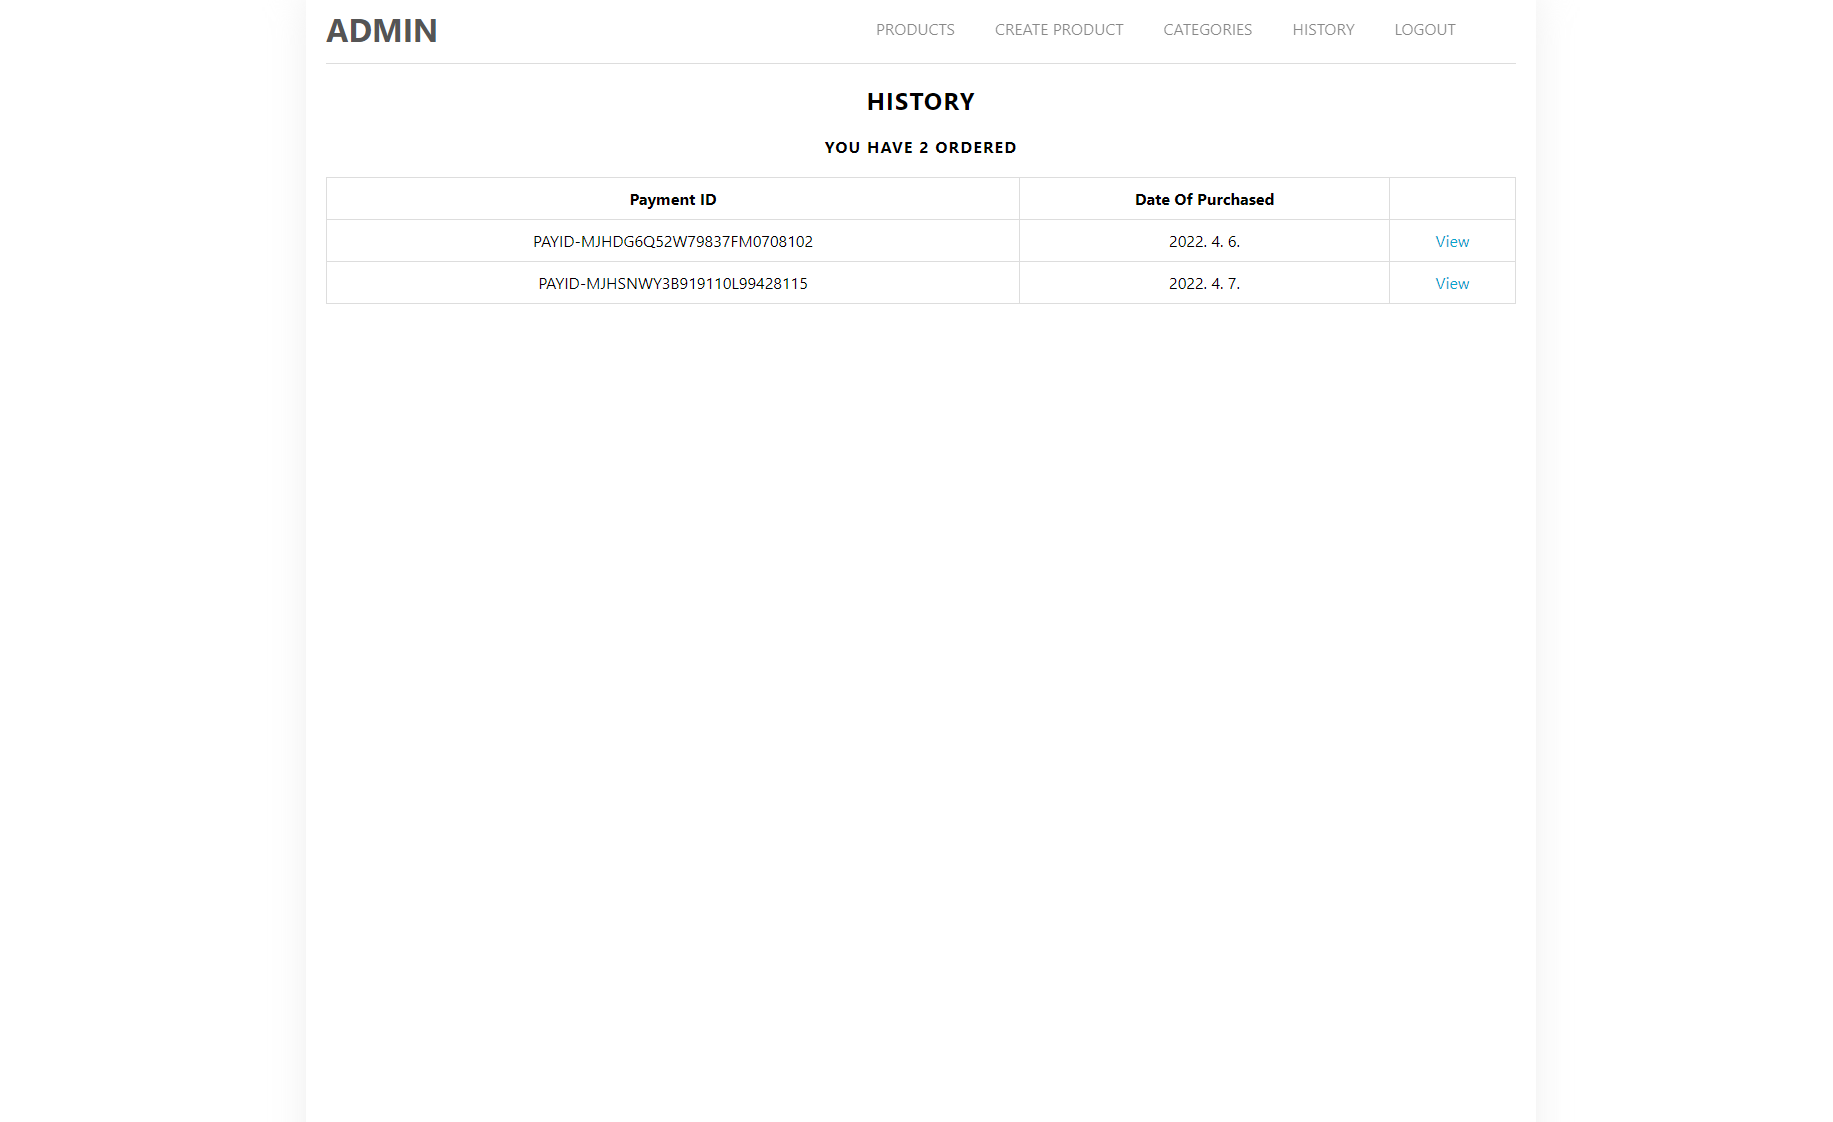 ADMIN PRODUCTS CREATE PRODUCT CATEGORIES HISTORY LOGOUT
HISTORY
YOU HAVE 2 ORDERED
Payment ID Date Of Purchased
PAYID-MJHDG6Q52W79837FM0708102 2022. 4. 6. View
PAYID-MJHSNWY3B919110L99428115 2022. 4. 7. View